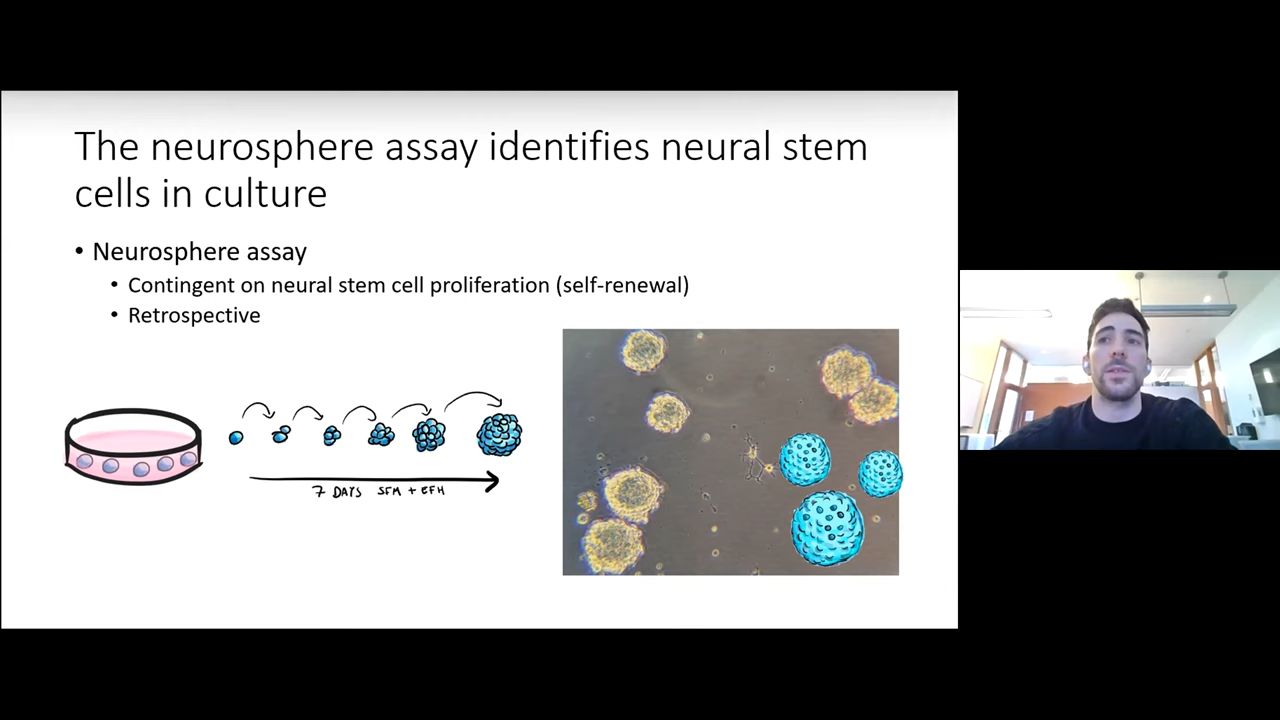 The neurosphere assay identifies neural stem
cells in culture
• Neurosphere assay
• Contingent on neural stem cell proliferation (self-renewal)
• Retrospective
7 DAYS SFM + EFH